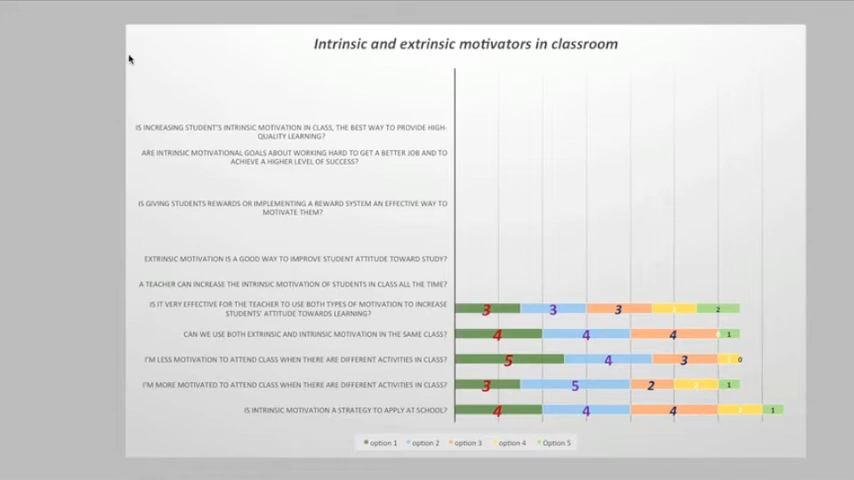 Intrinsic and extrinsic motivators in classroom
IS INCREASING STUDENT'S INTRINSIC MOTIVATION IN CLASS, THE BEST WAY TO PROVIDE HIGH-
QUALITY LEARNING?
ARE INTRINSIC MOTIVATIONAL GOALS ABOUT WORKING HARD TO GET A BETTER JOB AND TO
ACHIEVE A HIGHER LEVEL OF SUCCESS?
IS GIVING STUDENTS REWARDS OR IMPLEMENTING A REWARD SYSTEM AN EFFECTIVE WAY TO
MOTIVATE THEM?
EXTRINSIC MOTIVATION IS A GOOD WAY TO IMPROVE STUDENT ATTITUDE TOWARD STUDY?
A TEACHER CAN INCREASE THE INTRINSIC MOTIVATION OF STUDENTS IN CLASS ALL THE TIME?
IS IT VERY EFFECTIVE FOR THE TEACHER TO USE BOTH TYPES OF MOTIVATION TO INCREASE
STUDENTS' ATTITUDE TOWARDS LEARNING?
3 3 3 2
CAN WE USE BOTH EXTRINSIC AND INTRINSIC MOTIVATION IN THE SAME CLASS?
4 4 4 1
I'M LESS MOTIVATION TO ATTEND CLASS WHEN THERE ARE DIFFERENT ACTIVITIES IN CLASS?
5 4 3 0
I'M MORE MOTIVATED TO ATTEND CLASS WHEN THERE ARE DIFFERENT ACTIVITIES IN CLASS?
3 5 2 1
IS INTRINSIC MOTIVATION A STRATEGY TO APPLY AT SCHOOL?
4 4 4 1
option 1 option 2 option 3 option 4 Option 5